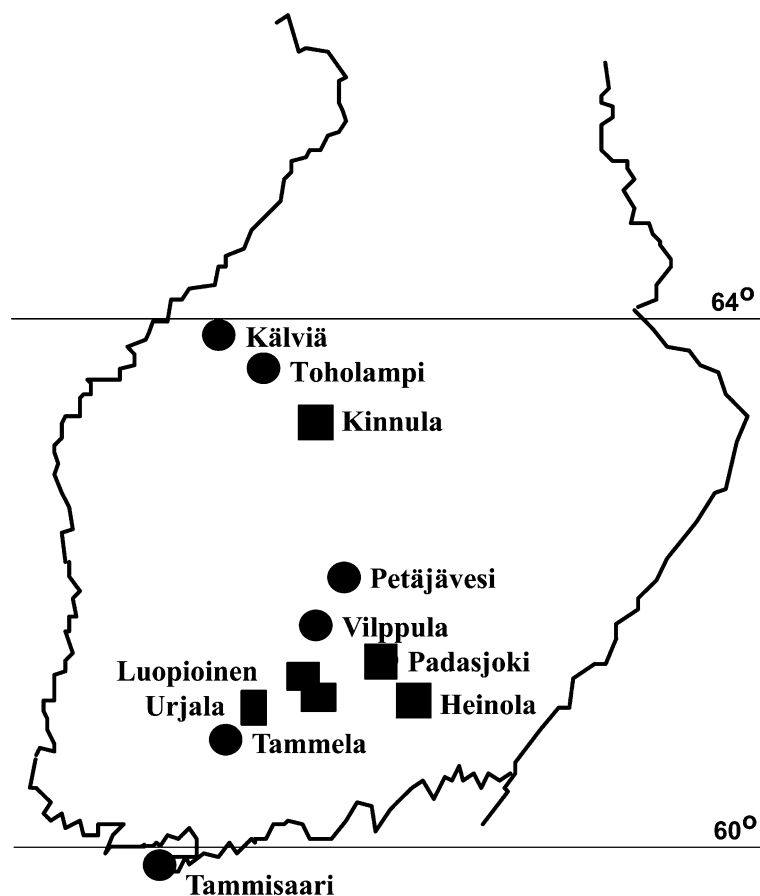 64°
Kälviä
Toholampi
Kinnula
Petäjävesi
Vilppula
Luopioinen
Padasjoki
Urjala
Heinola
Tammela
60°
Tammisaari